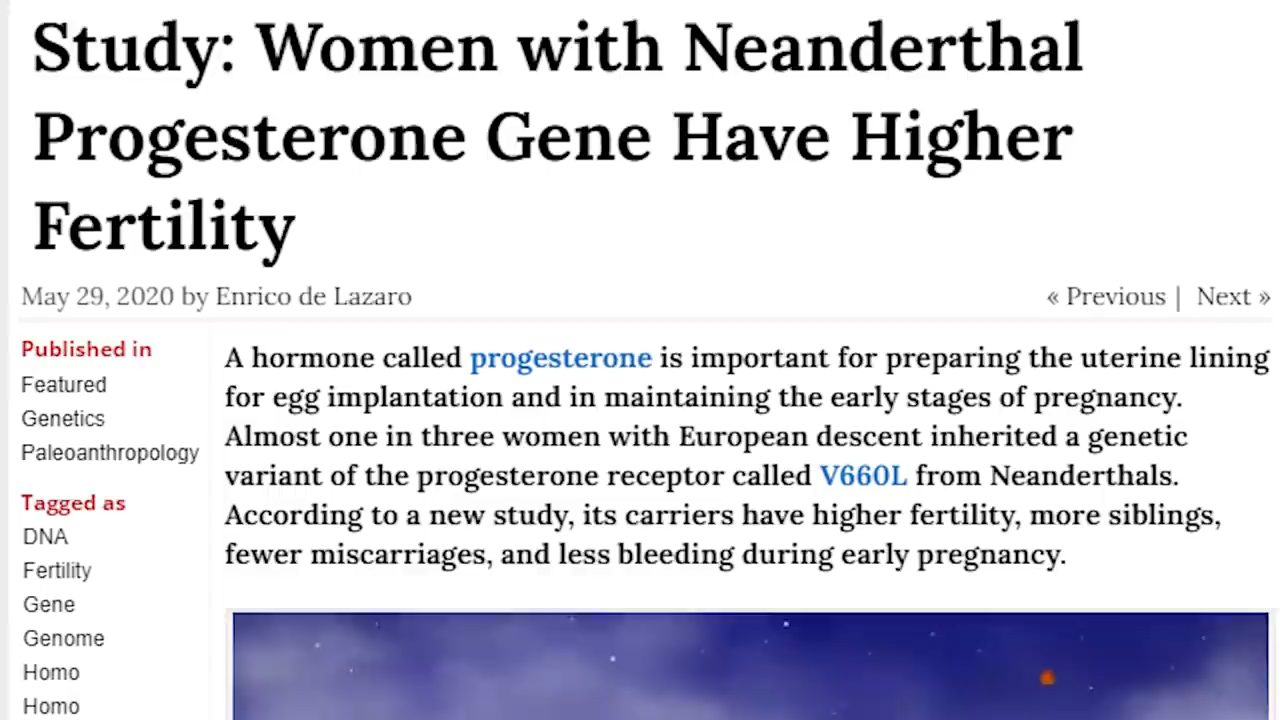 Study: Women with Neanderthal
Progesterone Gene Have Higher
Fertility
May 29, 2020 by Enrico de Lazaro
« Previous | Next »
Published in
Featured
Genetics
Paleoanthropology
Tagged as
DNA
Fertility
Gene
Genome
Homo
Homo
A hormone called progesterone is important for preparing the uterine lining
for egg implantation and in maintaining the early stages of pregnancy.
Almost one in three women with European descent inherited a genetic
variant of the progesterone receptor called V660L from Neanderthals.
According to a new study, its carriers have higher fertility, more siblings,
fewer miscarriages, and less bleeding during early pregnancy.